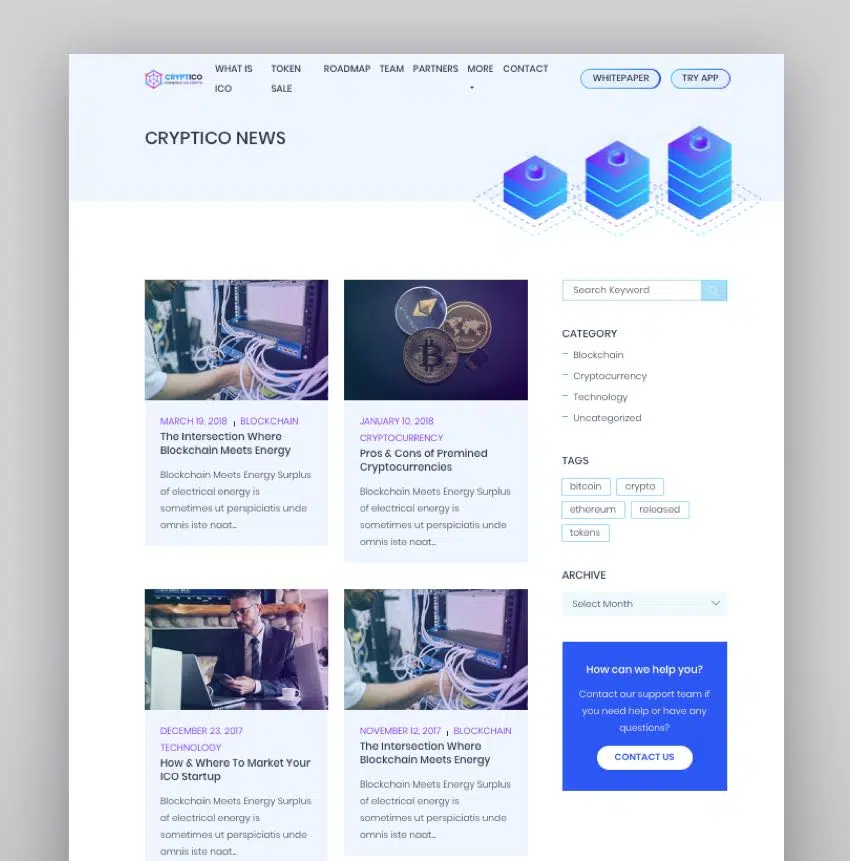 CRYPTICO
WHAT IS
ICO
TOKEN
SALE
ROADMAP
TEAM
PARTNERS
MORE
CONTACT
WHITEPAPER
TRY APP
CRYPTICO NEWS
MARCH 19, 2018 | BLOCKCHAIN
The Intersection Where
Blockchain Meets Energy
Blockchain Meets Energy Surplus
of electrical energy is
sometimes ut perspiciatis unde
omnis iste naat...
JANUARY 10, 2018
CRYPTOCURRENCY
Pros & Cons of Premined
Cryptocurrencies
Blockchain Meets Energy Surplus
of electrical energy is
sometimes ut perspiciatis unde
omnis iste naat...
DECEMBER 23, 2017
TECHNOLOGY
How & Where To Market Your
ICO Startup
Blockchain Meets Energy Surplus
of electrical energy is
sometimes ut perspiciatis unde
omnis iste naat...
NOVEMBER 12, 2017 | BLOCKCHAIN
The Intersection Where
Blockchain Meets Energy
Blockchain Meets Energy Surplus
of electrical energy is
sometimes ut perspiciatis unde
omnis iste naat...
Search Keyword
CATEGORY
Blockchain
Cryptocurrency
Technology
Uncategorized
TAGS
bitcoin
crypto
ethereum
released
tokens
ARCHIVE
Select Month
How can we help you?
Contact our support team if
you need help or have any
questions?
CONTACT US